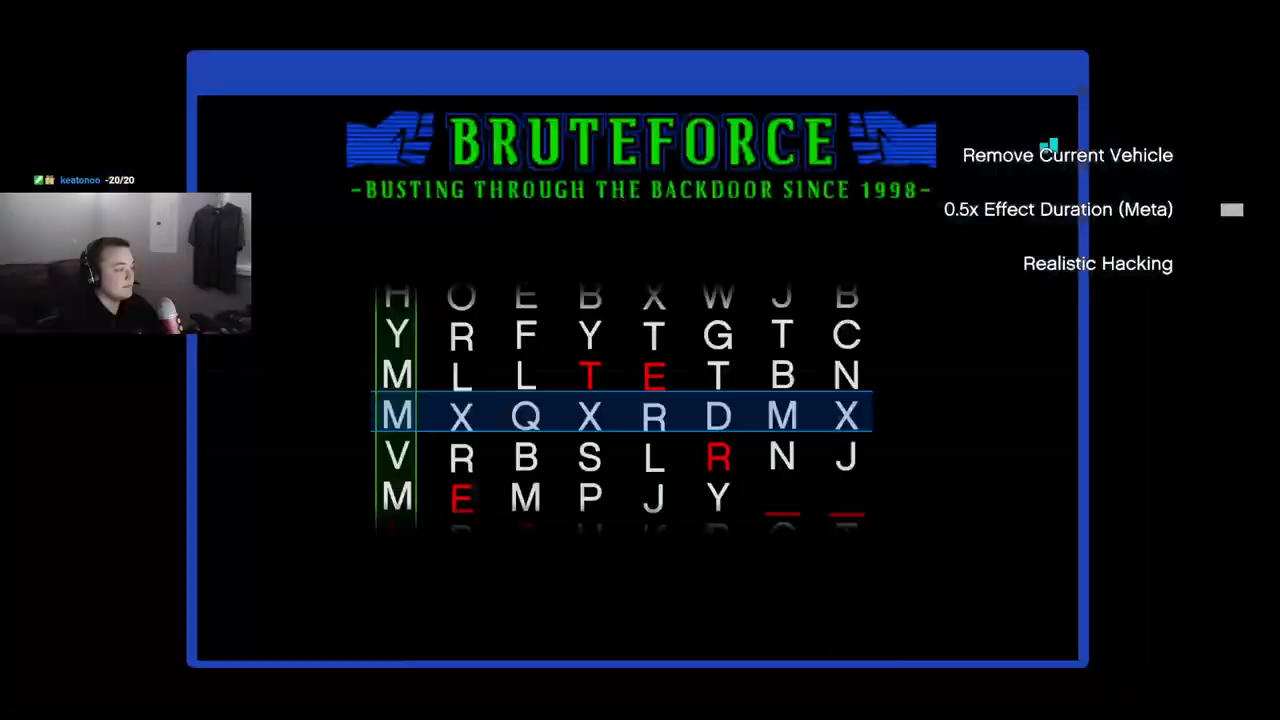 BRUTEFORCE
-BUSTING THROUGH THE BACKDOOR SINCE 1998-
Remove Current Vehicle
keatonoo -20/20
0.5x Effect Duration (Meta)
Realistic Hacking
H O E B X W J B
Y R F Y T G T C
M L L T E T B N
M X Q X R D M X
V R B S L R N J
M E M P J Y _ _